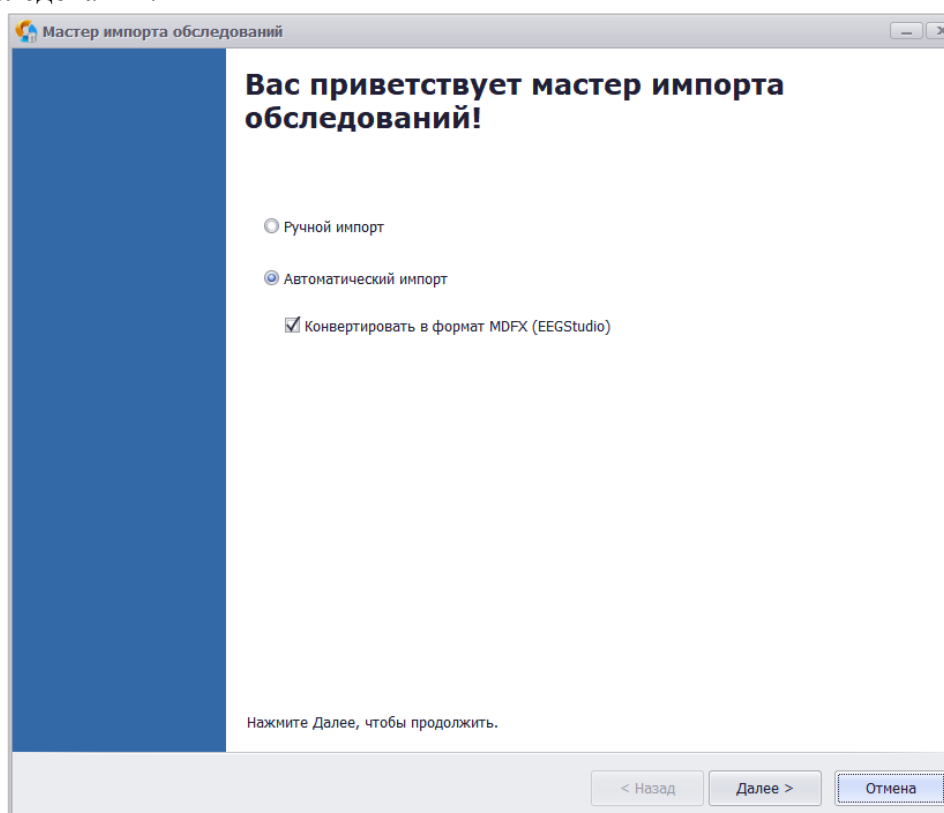 Мастер импорта обследований
Вас приветствует мастер импорта
обследований!
Ручной импорт
Автоматический импорт
Конвертировать в формат MDFX (EEGStudio)
Нажмите Далее, чтобы продолжить.
< Назад
Далее >
Отмена